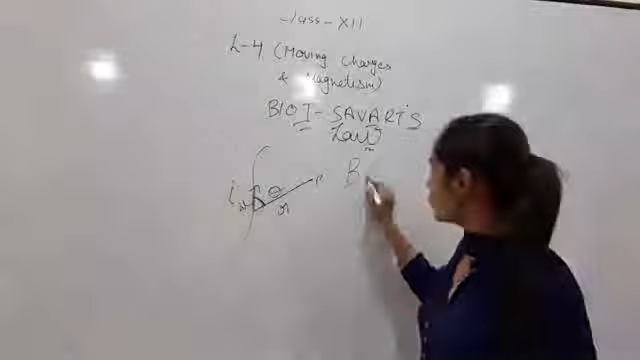 Class - XII
L-4 (Moving Charges
& Magnetism)
BIOT - SAVART'S
Law
i θ r P
B